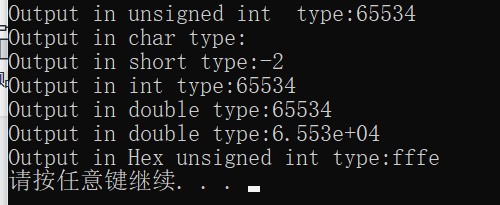 Output in unsigned int  type:65534
Output in char type:
Output in short type:-2
Output in int type:65534
Output in double type:65534
Output in double type:6.553e+04
Output in Hex unsigned int type:fffe
请按任意键继续. . .